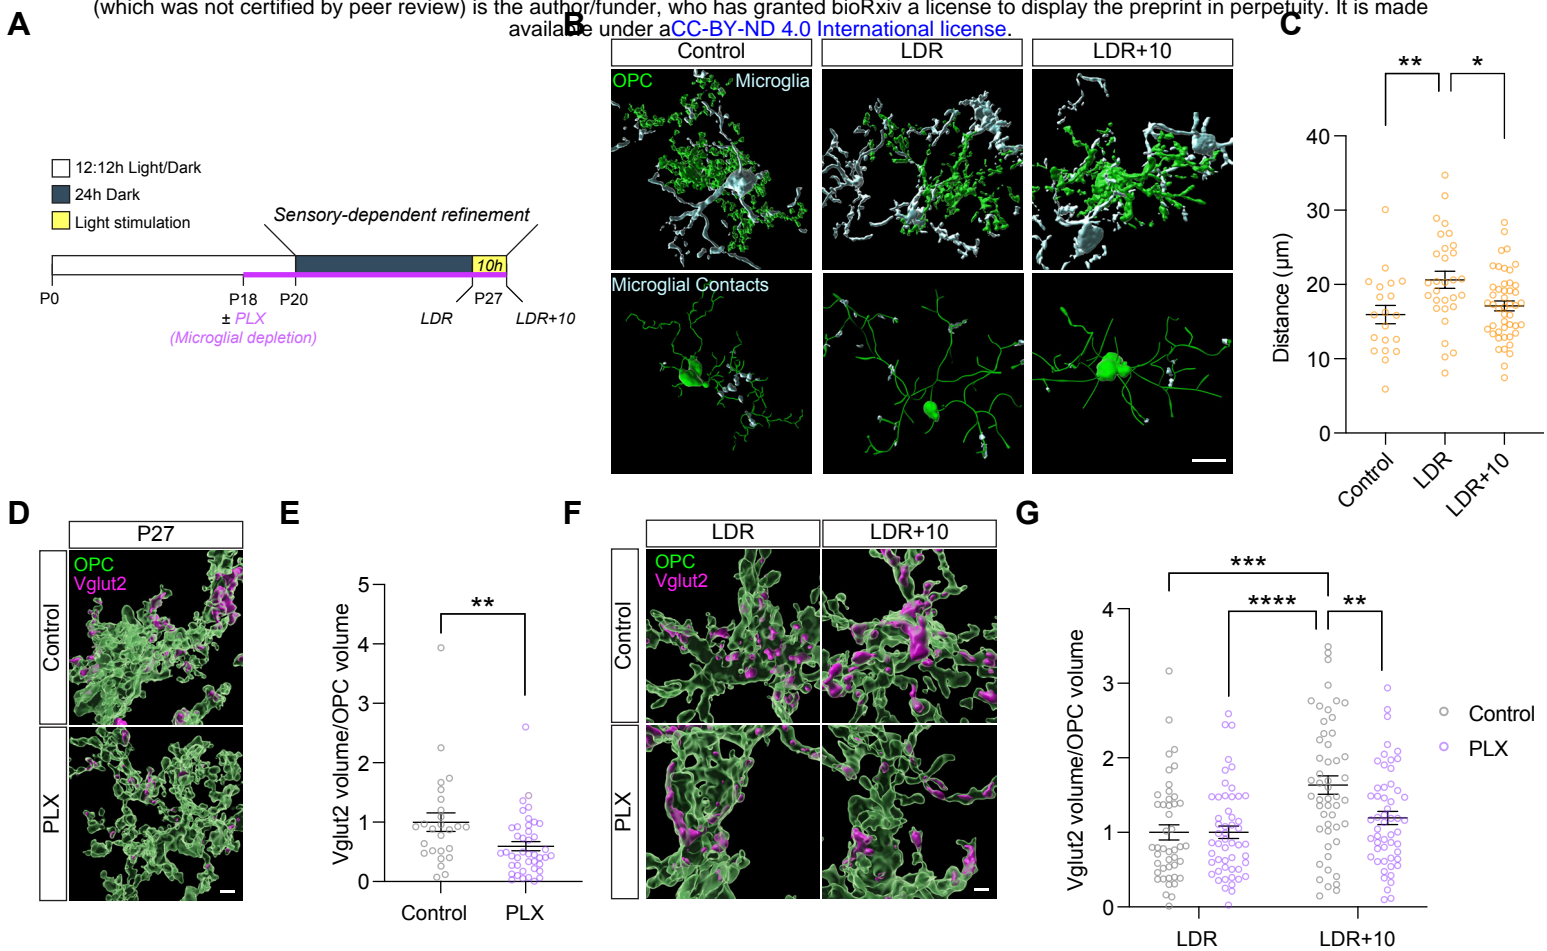 (which was not certified by peer review) is the author/funder, who has granted bioRxiv a license to display the preprint in perpetuity. It is made
available under aCC-BY-ND 4.0 International license.
A
12:12h Light/Dark
24h Dark
Light stimulation
Sensory-dependent refinement
10h
P0
P18
P20
P27
± PLX
(Microglial depletion)
LDR
LDR+10
B
Control
LDR
LDR+10
OPC
Microglia
Microglial Contacts
C
**
*
Distance (µm)
40
30
20
10
0
Control
LDR
LDR+10
D
P27
Control
PLX
OPC
Vglut2
E
**
Vglut2 volume/OPC volume
5
4
3
2
1
0
Control
PLX
F
LDR
LDR+10
Control
PLX
OPC
Vglut2
G
***
****
**
Vglut2 volume/OPC volume
4
3
2
1
0
LDR
LDR+10
Control
PLX